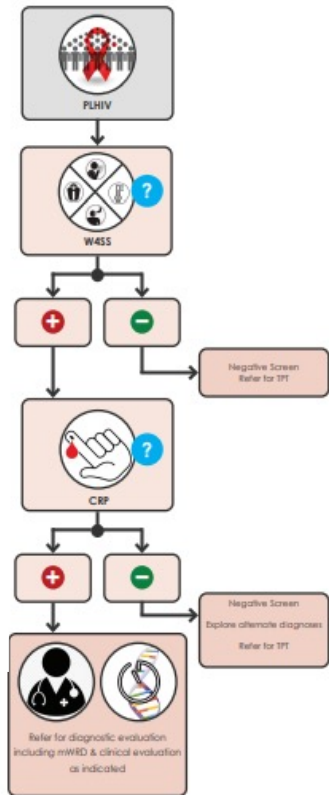 PLHIV
?
W4SS
Negative Screen
Refer for TPT
?
CRP
Negative Screen
Explore alternate diagnoses
Refer for TPT
Refer for diagnostic evaluation
including mWRD & clinical evaluation
as indicated